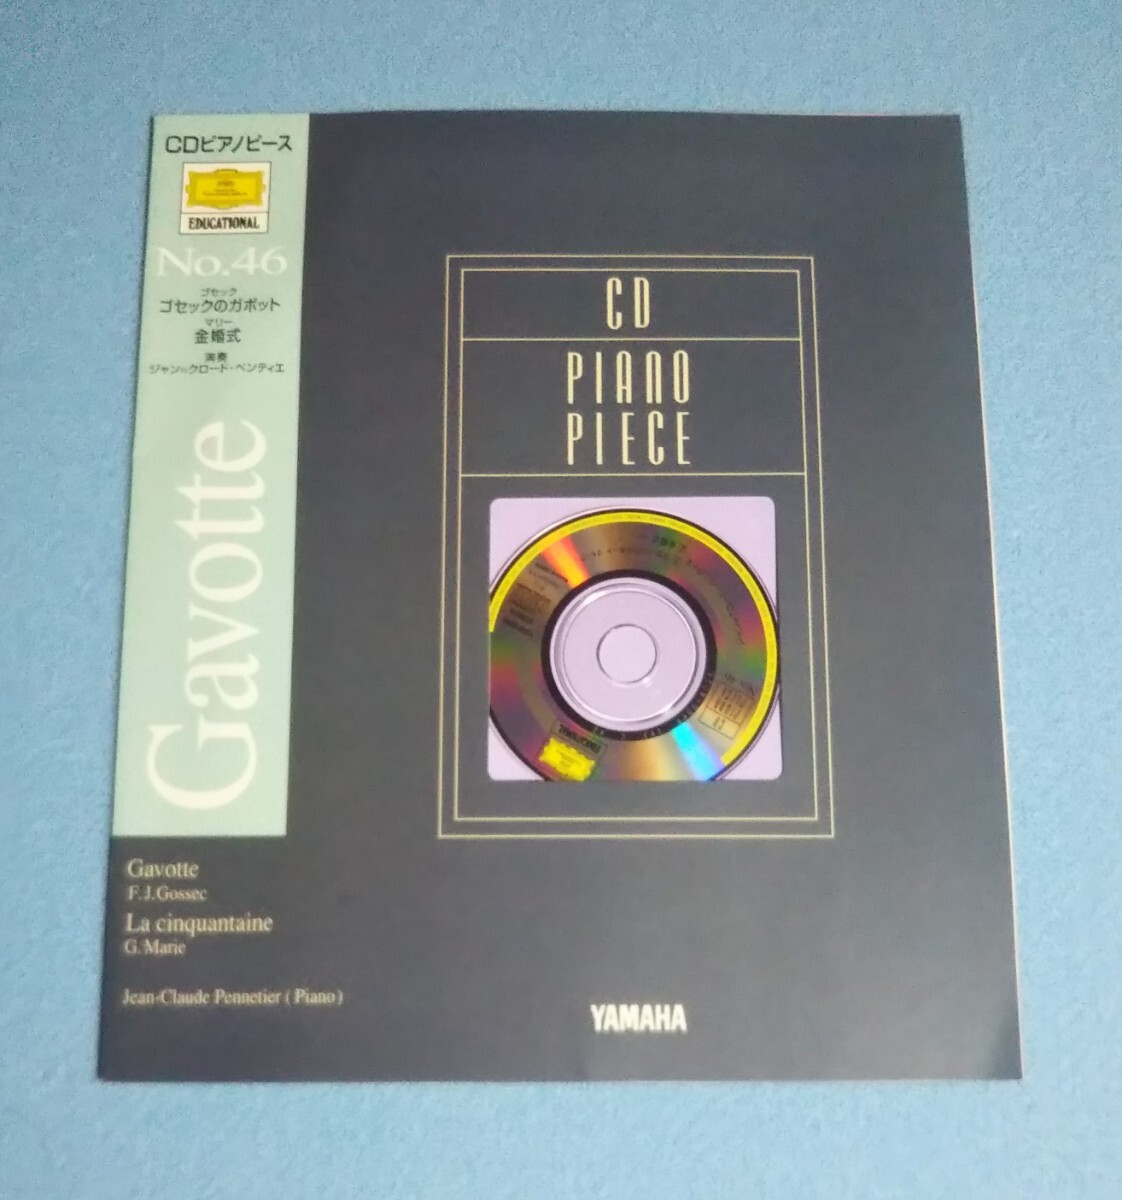 CDピアノピース
EDUCATIONAL
No.46
ゴセック
ゴセックのガボット
マリー
金婚式
演奏
ジャン=クロード・ペンティエ
Gavotte
CD
PIANO
PIECE
Gavotte
F.J.Gossec
La cinquantaine
G.Marie
Jean-Claude Pennetier (Piano)
YAMAHA